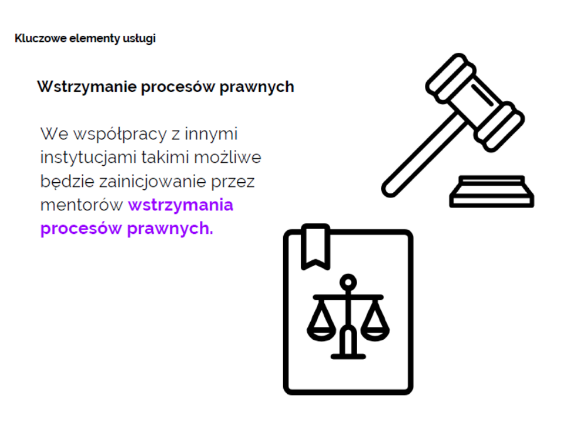 Kluczowe elementy usługi
Wstrzymanie procesów prawnych
We współpracy z innymi
instytucjami takimi możliwe
będzie zainicjowanie przez
mentorów wstrzymania
procesów prawnych.